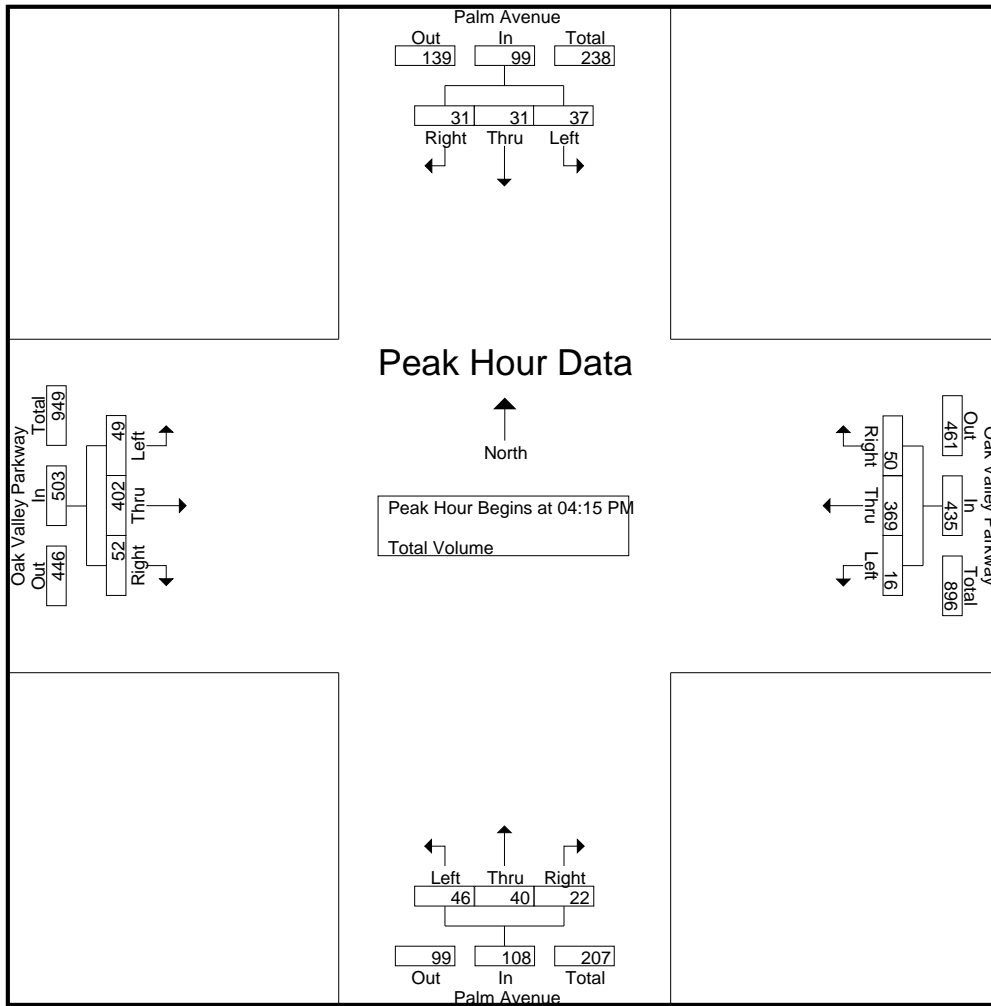 Palm Avenue
Out In Total
139 99 238
31 31 37
Right Thru Left
Peak Hour Data
North
Peak Hour Begins at 04:15 PM
Total Volume
Oak Valley Parkway
Out In Total
446 503 949
52 402 49
Right Thru Left
Oak Valley Parkway
Out In Total
461 435 896
50 369 16
Right Thru Left
Left Thru Right
46 40 22
99 108 207
Out In Total
Palm Avenue